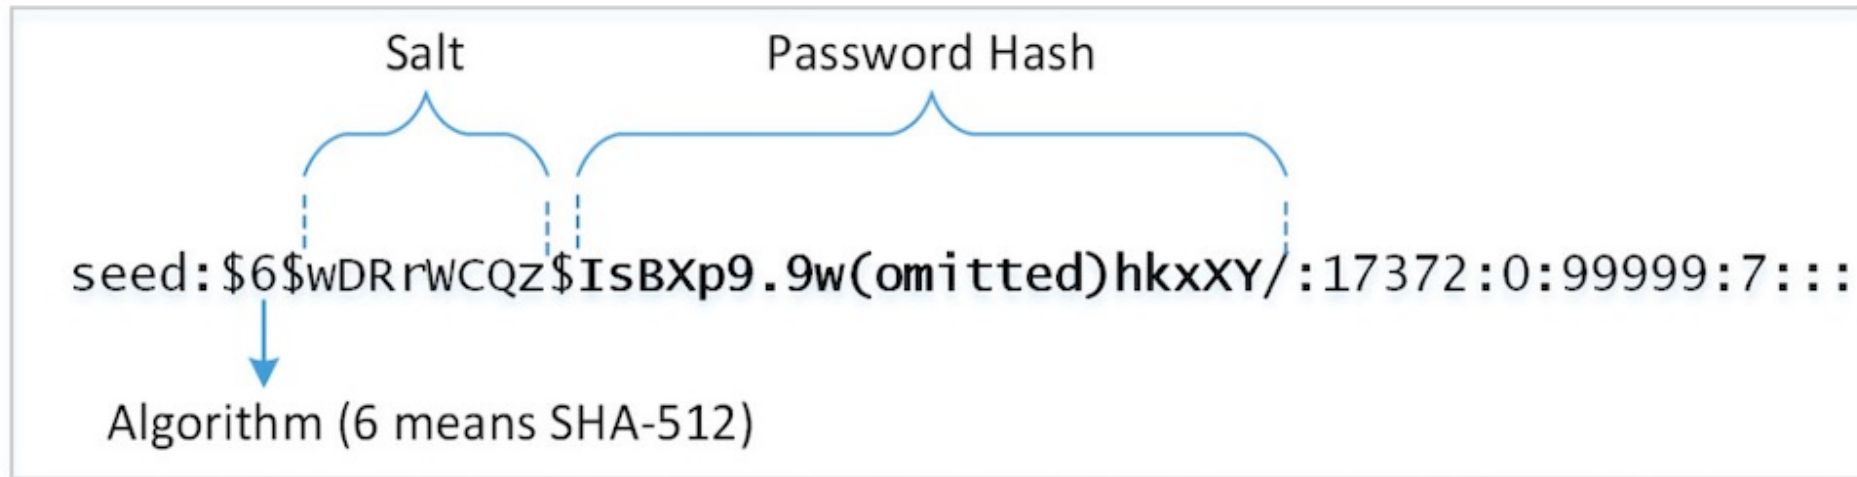 Salt Password Hash
seed:$6$wDRrWCQz$IsBXp9.9w(omitted)hkxXY/:17372:0:99999:7:::
Algorithm (6 means SHA-512)